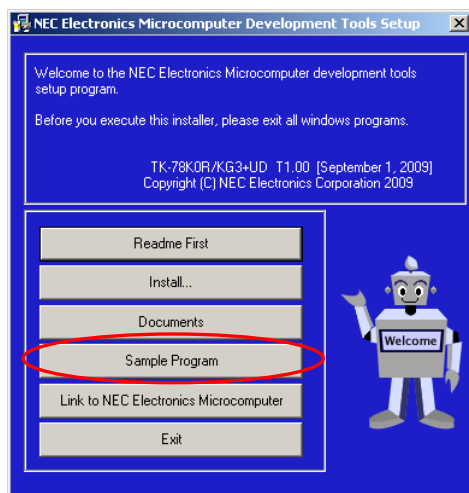 NEC Electronics Microcomputer Development Tools Setup
Welcome to the NEC Electronics Microcomputer development tools
setup program.
Before you execute this installer, please exit all windows programs.
TK-78K0R/KG3+UD T1.00 [September 1, 2009]
Copyright (C) NEC Electronics Corporation 2009
Readme First
Install...
Documents
Sample Program
Welcome
Link to NEC Electronics Microcomputer
Exit